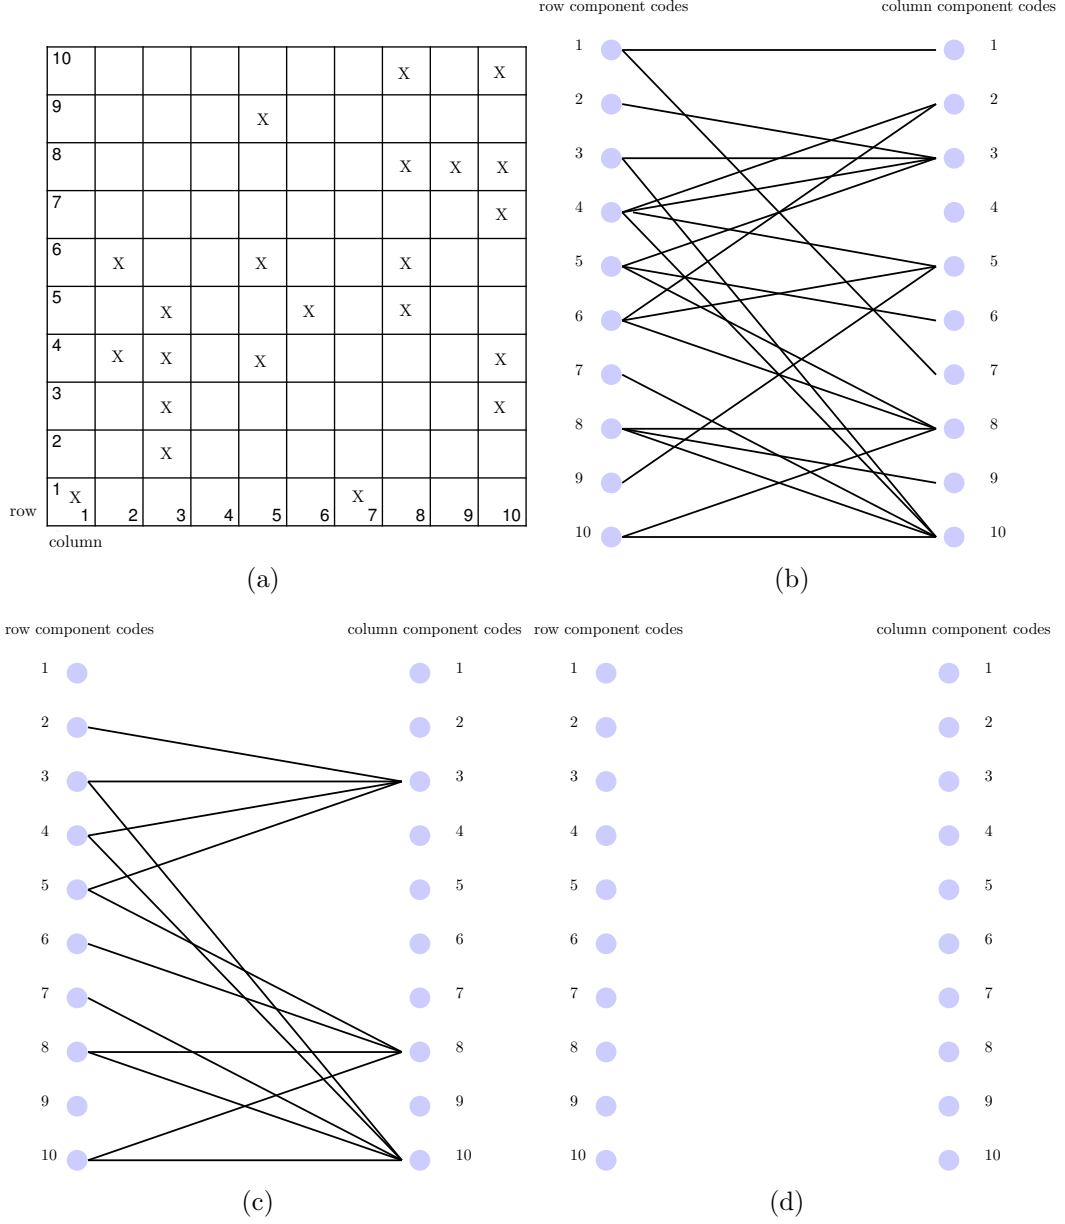 row component codes column component codes
1 1
2 2
3 3
4 4
5 5
6 6
7 7
8 8
9 9
10 10
(b)
10 X X
9 X
8 X X X
7 X
6 X X X
5 X X X
4 X X X X
3 X X
2 X
1 X X
row 1 2 3 4 5 6 7 8 9 10
column
(a)
row component codes column component codes
1 1
2 2
3 3
4 4
5 5
6 6
7 7
8 8
9 9
10 10
(c)
row component codes column component codes
1 1
2 2
3 3
4 4
5 5
6 6
7 7
8 8
9 9
10 10
(d)